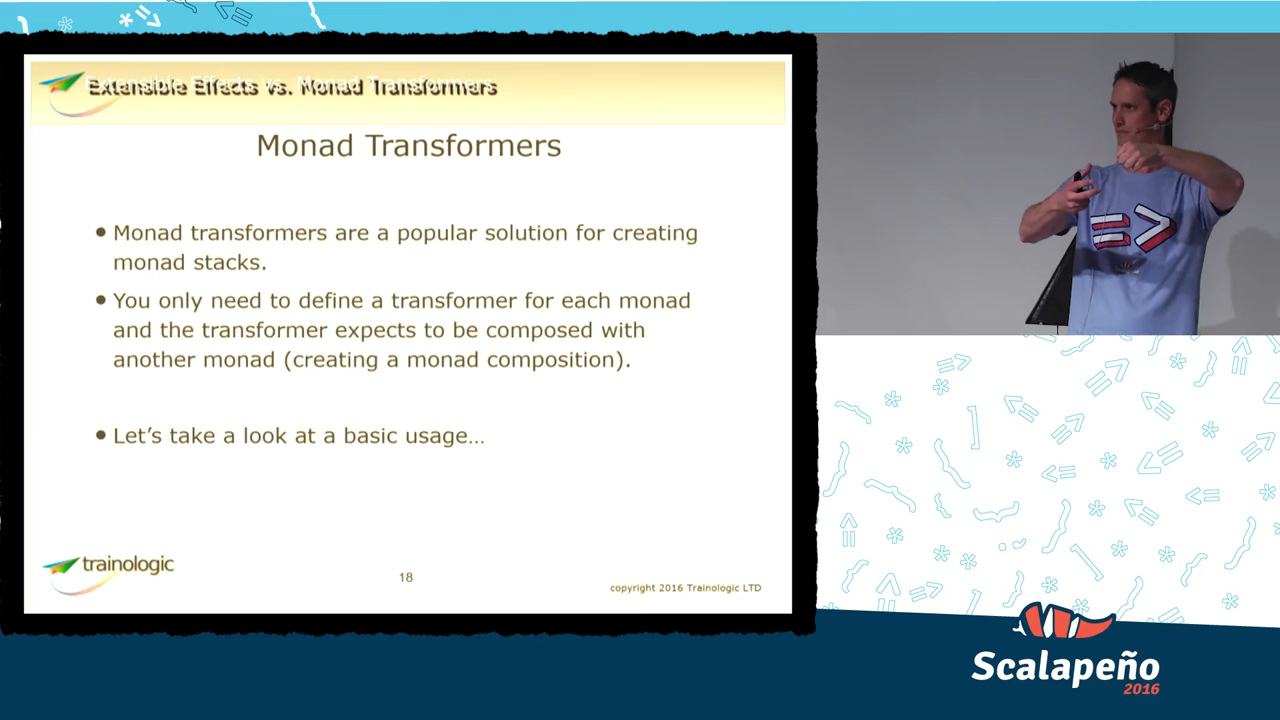 Extensible Effects vs. Monad Transformers
Monad Transformers
• Monad transformers are a popular solution for creating
monad stacks.
• You only need to define a transformer for each monad
and the transformer expects to be composed with
another monad (creating a monad composition).
• Let’s take a look at a basic usage…
trainologic
18
copyright 2016 Trainologic LTD
=>
Scalapeño
2016